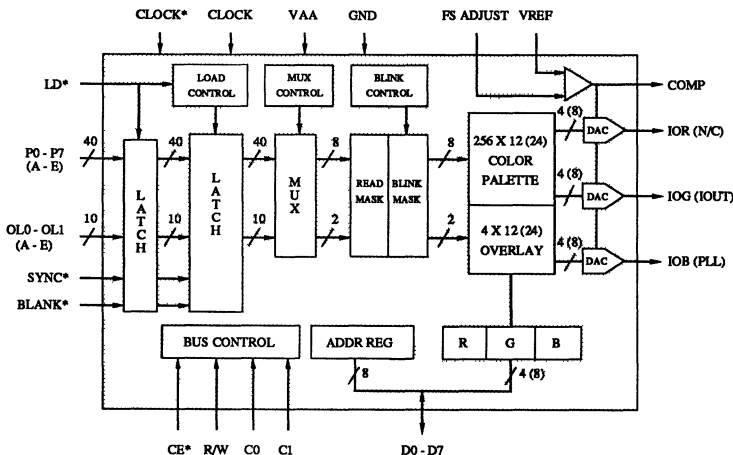 CLOCK* CLOCK VAA GND FS ADJUST VREF
LD*
LOAD CONTROL
MUX CONTROL
BLINK CONTROL
COMP
P0 - P7
(A - E)
40
40
40
8
8
4 (8)
DAC
IOR (N/C)
LATCH
LATCH
MUX
READ MASK
BLINK MASK
256 X 12 (24)
COLOR
PALETTE
4 (8)
DAC
IOG (IOUT)
OL0 - OL1
(A - E)
10
10
10
2
2
4 X 12 (24)
OVERLAY
4 (8)
DAC
IOB (PLL)
SYNC*
BLANK*
BUS CONTROL
ADDR REG
R G B
8
4 (8)
CE* R/W C0 C1 D0 - D7